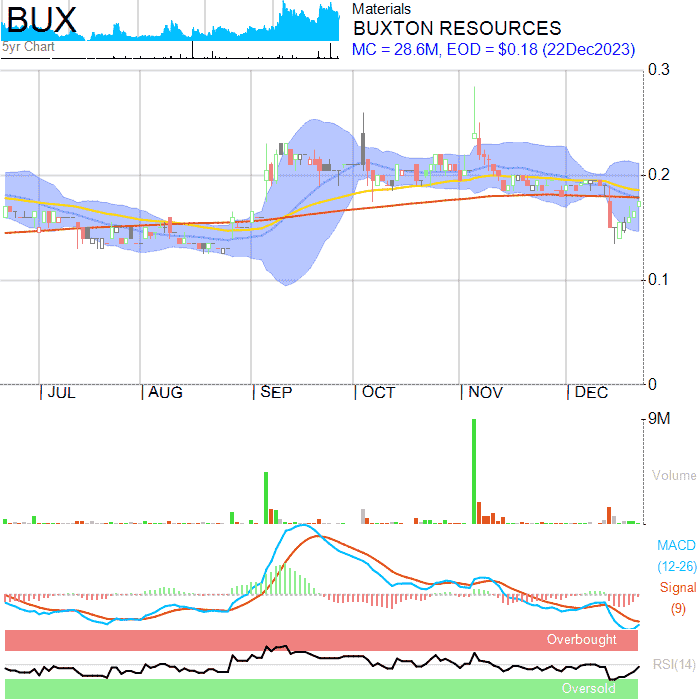 BUX
5yr Chart
Materials
BUXTON RESOURCES
MC = 28.6M, EOD = $0.18 (22Dec2023)
0.3
0.2
0.1
0
JUL AUG SEP OCT NOV DEC
9M
Volume
MACD
(12-26)
Signal
(9)
Overbought
RSI(14)
Oversold